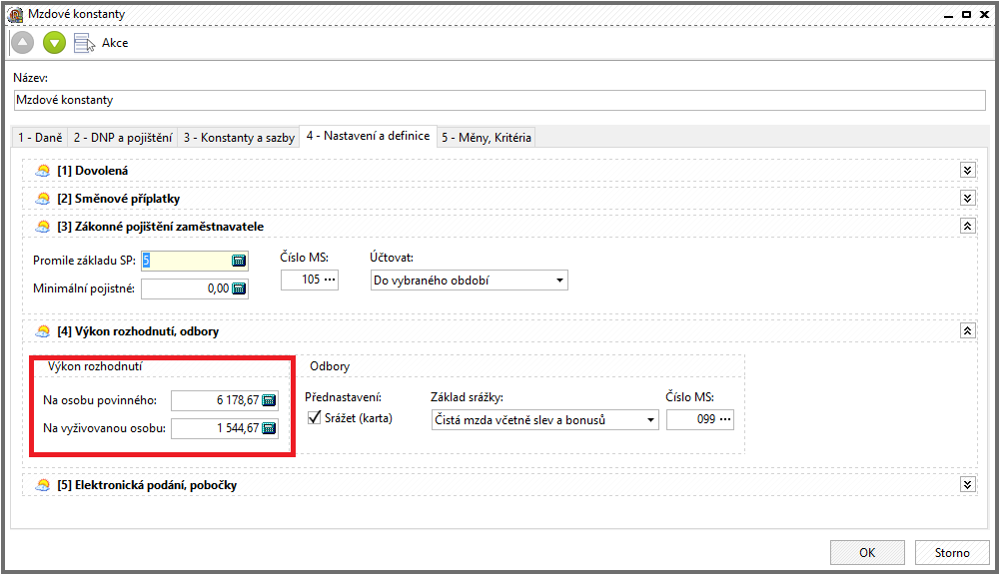 Mzdové konstanty
Akce
Název:
Mzdové konstanty
1 - Daně 2 - DNP a pojištění 3 - Konstanty a sazby 4 - Nastavení a definice 5 - Měny, Kritéria
[1] Dovolená
[2] Směnové příplatky
[3] Zákonné pojištění zaměstnavatele
Promile základu SP: 5 Číslo MS: Účtovat:
105 ... Do vybraného období
Minimální pojistné: 0,00
[4] Výkon rozhodnutí, odbory
Výkon rozhodnutí Odbory
Na osobu povinného: 6 178,67 Přednastavení: Základ srážky: Číslo MS:
Na vyživovanou osobu: 1 544,67 Srážet (karta) Čistá mzda včetně slev a bonusů 099 ...
[5] Elektronická podání, pobočky
OK Storno